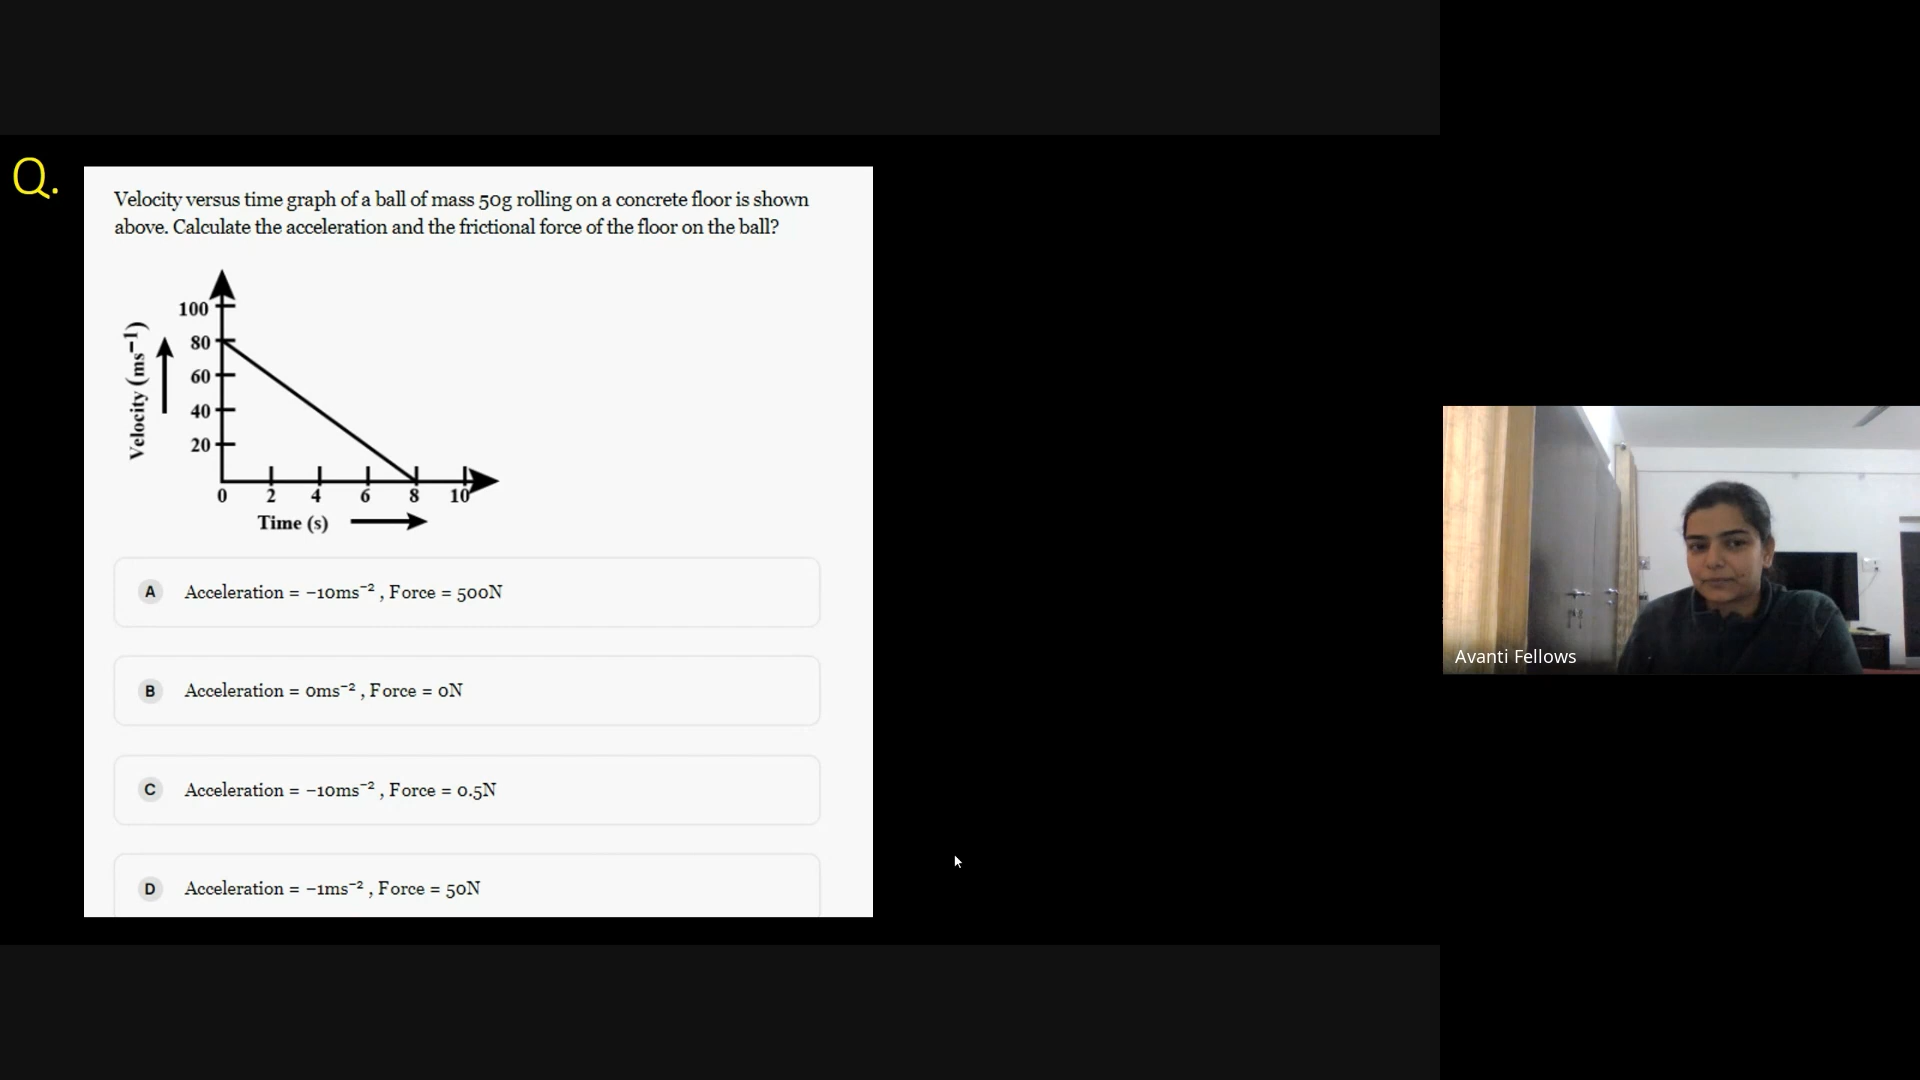 Q.
Velocity versus time graph of a ball of mass 50g rolling on a concrete floor is shown
above. Calculate the acceleration and the frictional force of the floor on the ball?
Velocity (ms⁻¹)
100
80
60
40
20
0 2 4 6 8 10
Time (s)
A Acceleration = −10ms⁻² , Force = 500N
B Acceleration = 0ms⁻² , Force = 0N
C Acceleration = −10ms⁻² , Force = 0.5N
D Acceleration = −1ms⁻² , Force = 50N
Avanti Fellows